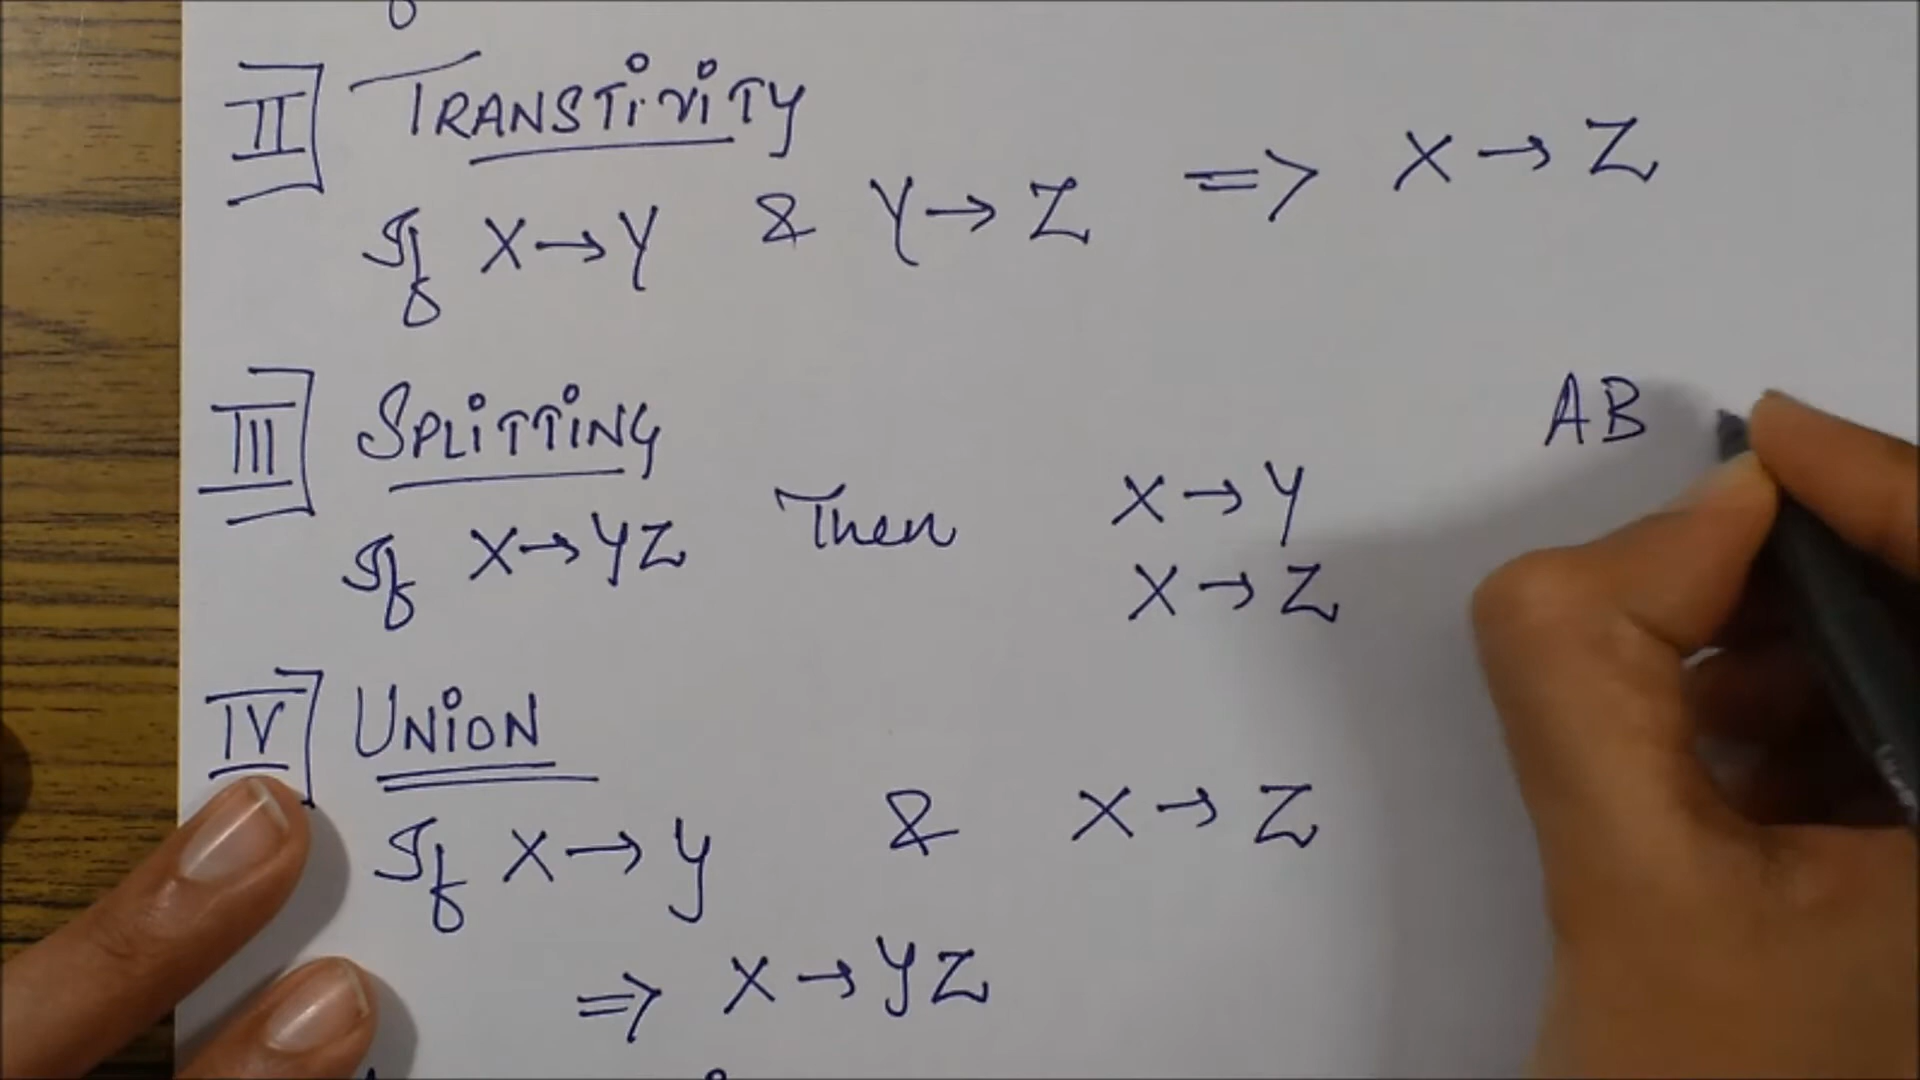 II] TRANSTIVITY
If X→Y & Y→Z => X→Z
III] SPLITTING
AB
If X→YZ Then X→Y
X→Z
IV] UNION
If X→Y & X→Z
=> X→YZ